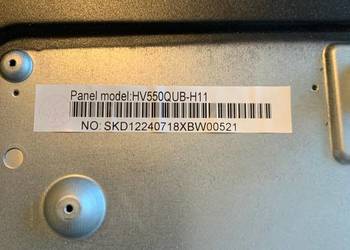 Panel model:HV550QUB-H11
NO: SKD12240718XBW00521